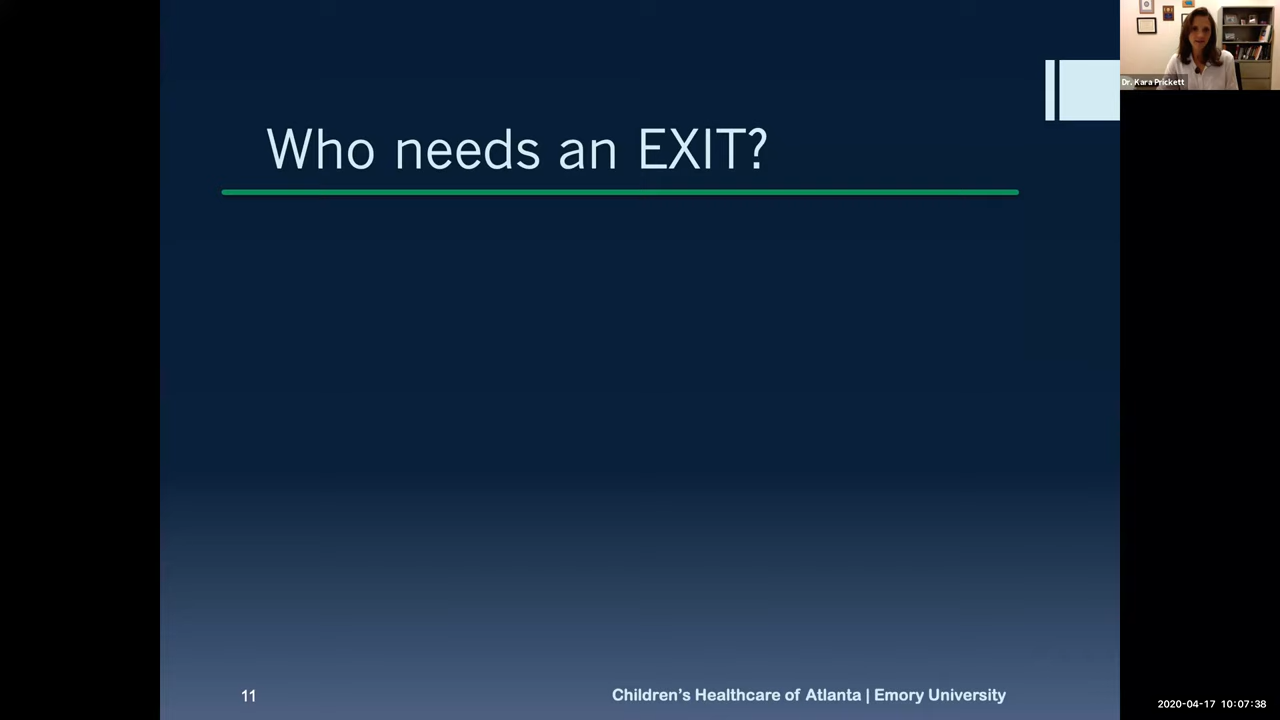 Who needs an EXIT?
Dr. Kara Prickett
11
Children's Healthcare of Atlanta | Emory University
2020-04-17 10:07:38